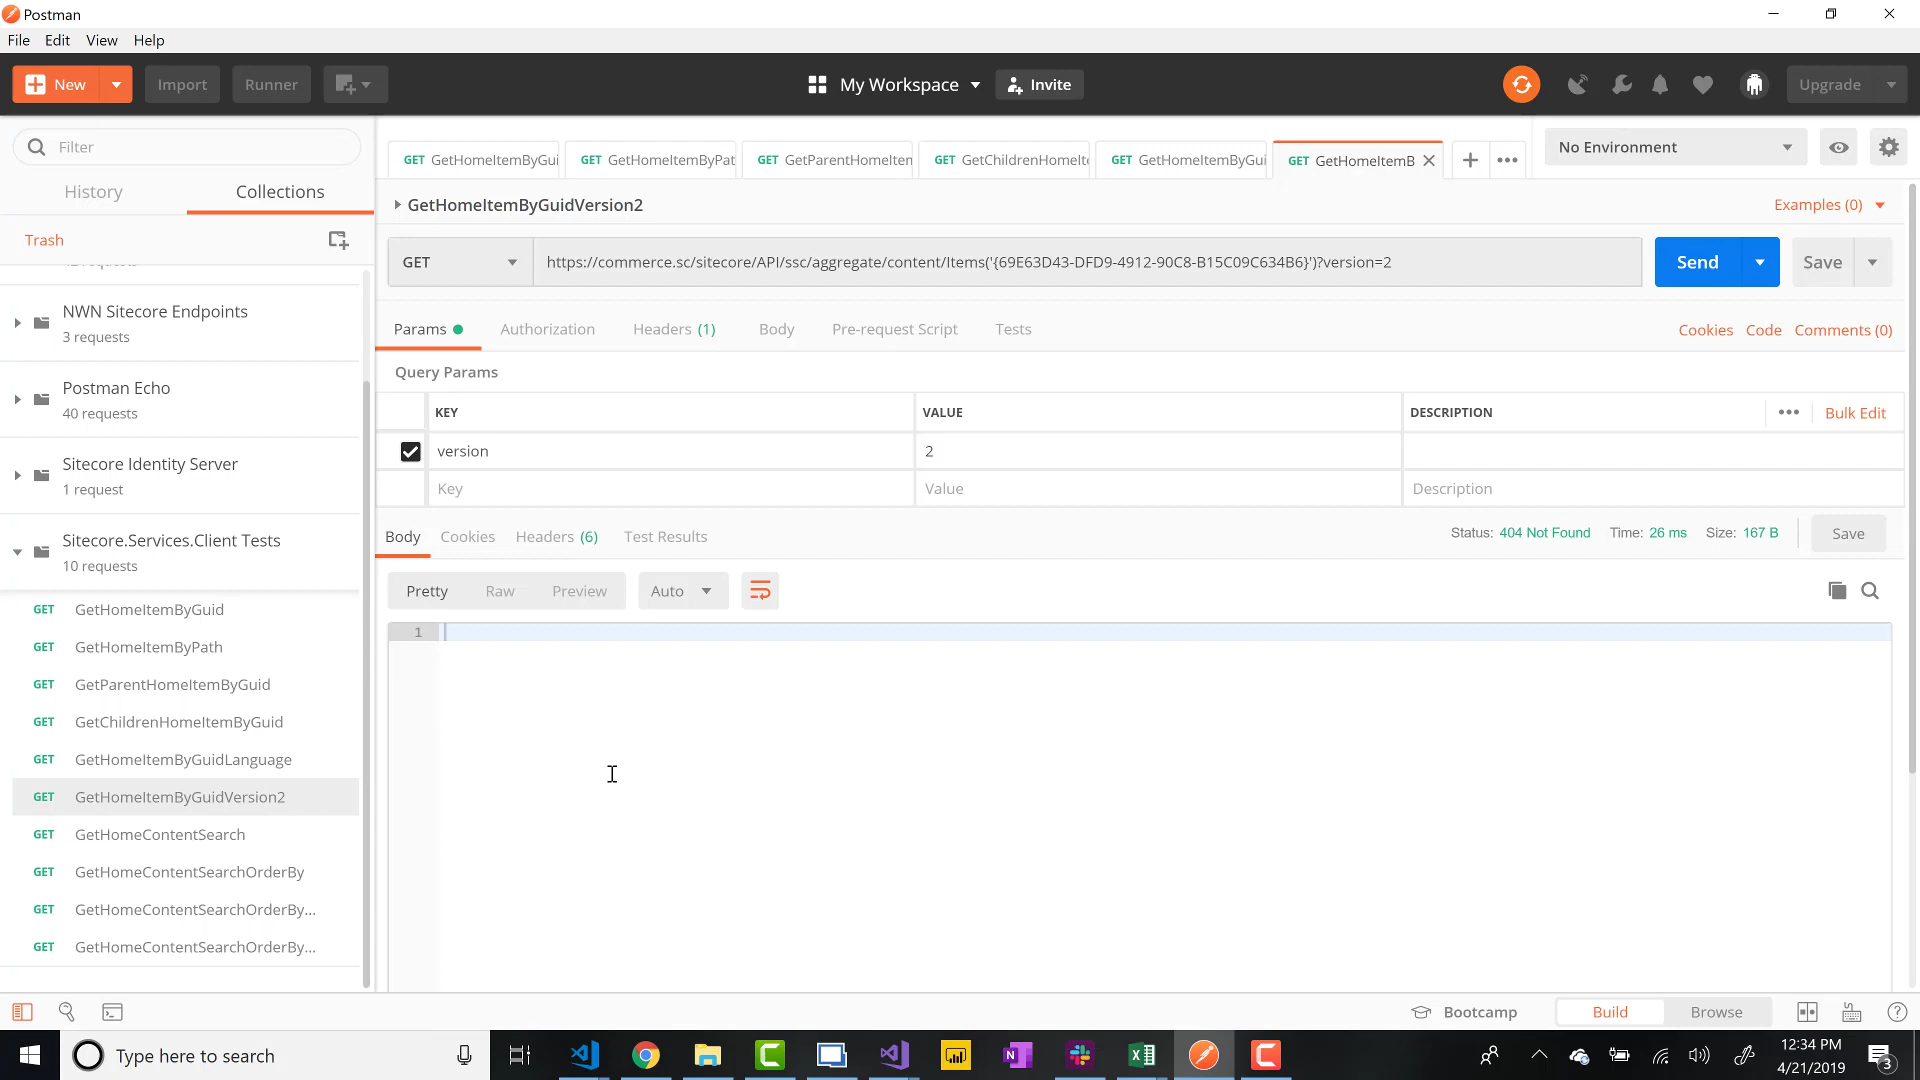 Postman
File Edit View Help
New Import Runner My Workspace Invite Upgrade
Filter
History Collections
Trash
NWN Sitecore Endpoints
3 requests
Postman Echo
40 requests
Sitecore Identity Server
1 request
Sitecore.Services.Client Tests
10 requests
GET GetHomeItemByGuid
GET GetHomeItemByPath
GET GetParentHomeItemByGuid
GET GetChildrenHomeItemByGuid
GET GetHomeItemByGuidLanguage
GET GetHomeItemByGuidVersion2
GET GetHomeContentSearch
GET GetHomeContentSearchOrderBy
GET GetHomeContentSearchOrderBy...
GET GetHomeContentSearchOrderBy...
GET GetHomeItemByGui GET GetHomeItemByPat GET GetParentHomeItem GET GetChildrenHomeIte GET GetHomeItemByGui GET GetHomeItemB No Environment
GetHomeItemByGuidVersion2 Examples (0)
GET https://commerce.sc/sitecore/API/ssc/aggregate/content/Items('{69E63D43-DFD9-4912-90C8-B15C09C634B6}')?version=2 Send Save
Params Authorization Headers (1) Body Pre-request Script Tests Cookies Code Comments (0)
Query Params
KEY VALUE DESCRIPTION Bulk Edit
version 2
Key Value Description
Body Cookies Headers (6) Test Results Status: 404 Not Found Time: 26 ms Size: 167 B Save
Pretty Raw Preview Auto
1
Bootcamp Build Browse
Type here to search
12:34 PM
4/21/2019
3